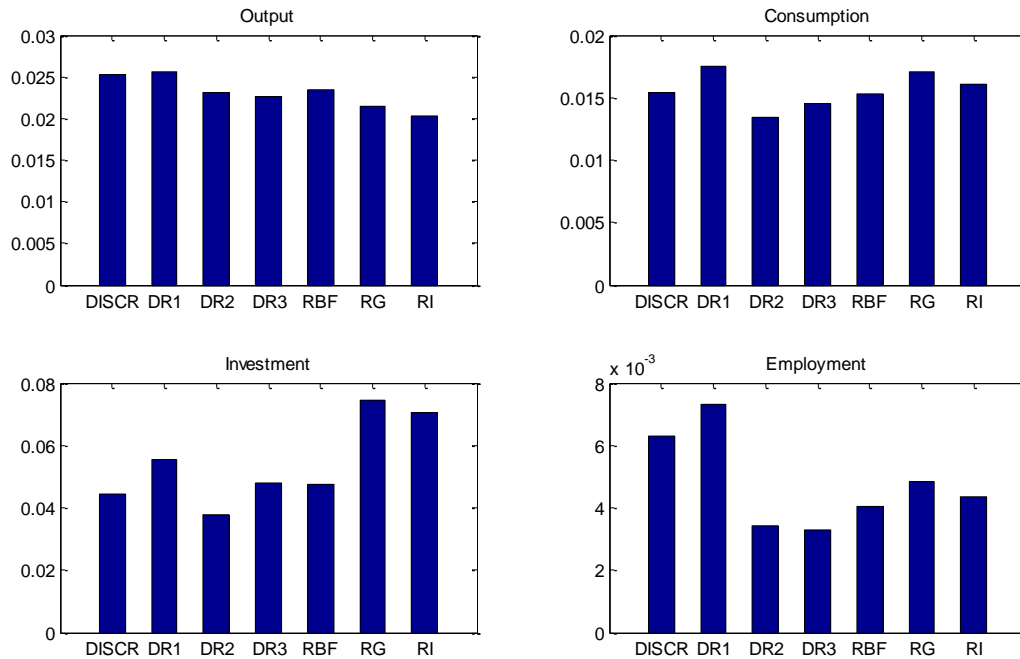 Output
0.03
0.025
0.02
0.015
0.01
0.005
0
DISCR DR1 DR2 DR3 RBF RG RI
Consumption
0.02
0.015
0.01
0.005
0
DISCR DR1 DR2 DR3 RBF RG RI
Investment
0.08
0.06
0.04
0.02
0
DISCR DR1 DR2 DR3 RBF RG RI
Employment
x 10^-3
8
6
4
2
0
DISCR DR1 DR2 DR3 RBF RG RI